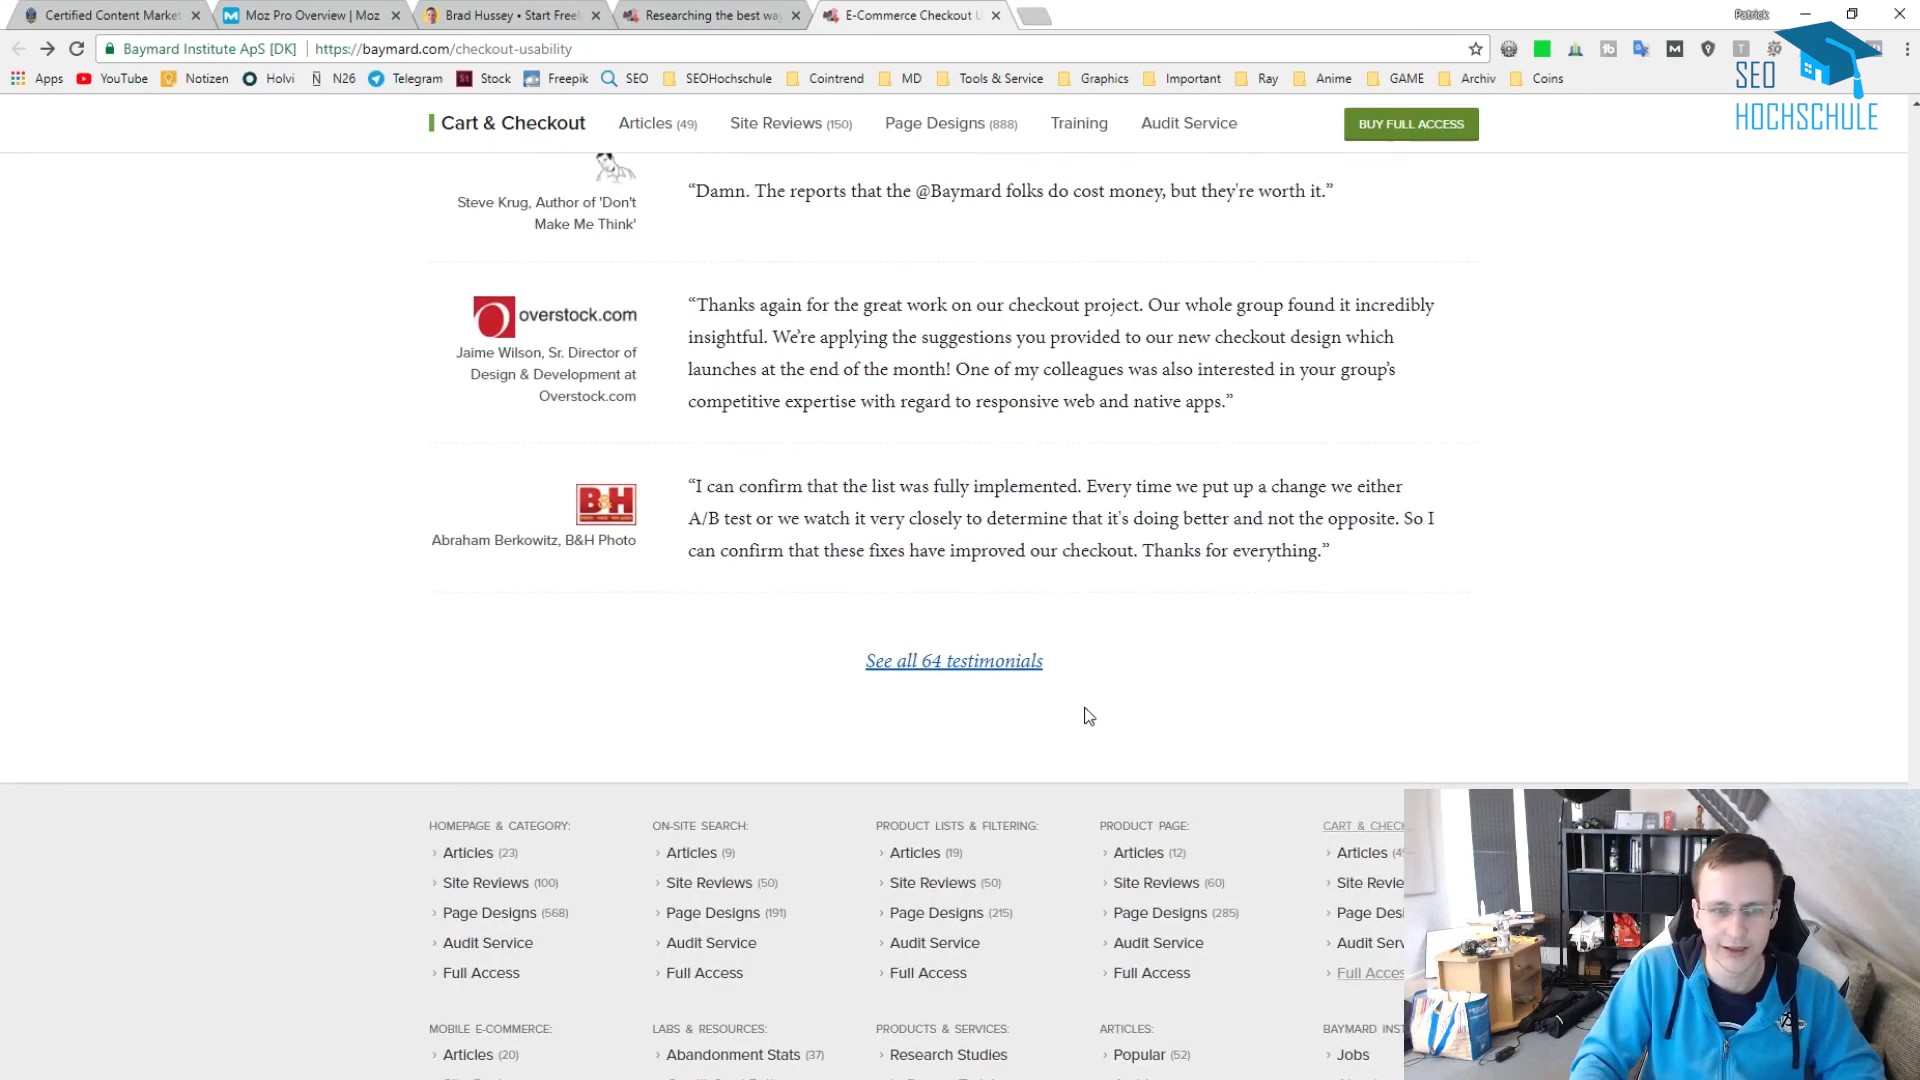 Certified Content Market
Moz Pro Overview | Moz
Brad Hussey • Start Free
Researching the best wa
E-Commerce Checkout U
Patrick
Baymard Institute ApS [DK]
https://baymard.com/checkout-usability
Apps
YouTube
Notizen
Holvi
N26
Telegram
Stock
Freepik
SEO
SEOHochschule
Cointrend
MD
Tools & Service
Graphics
Important
Ray
Anime
GAME
Archiv
Coins
SEO
HOCHSCHULE
Cart & Checkout
Articles (49)
Site Reviews (150)
Page Designs (888)
Training
Audit Service
BUY FULL ACCESS
Steve Krug, Author of 'Don't
Make Me Think'
“Damn. The reports that the @Baymard folks do cost money, but they're worth it.”
overstock.com
Jaime Wilson, Sr. Director of
Design & Development at
Overstock.com
“Thanks again for the great work on our checkout project. Our whole group found it incredibly
insightful. We’re applying the suggestions you provided to our new checkout design which
launches at the end of the month! One of my colleagues was also interested in your group’s
competitive expertise with regard to responsive web and native apps.”
B&H
Abraham Berkowitz, B&H Photo
“I can confirm that the list was fully implemented. Every time we put up a change we either
A/B test or we watch it very closely to determine that it's doing better and not the opposite. So I
can confirm that these fixes have improved our checkout. Thanks for everything.”
See all 64 testimonials
HOMEPAGE & CATEGORY:
Articles (23)
Site Reviews (100)
Page Designs (568)
Audit Service
Full Access
ON-SITE SEARCH:
Articles (9)
Site Reviews (50)
Page Designs (191)
Audit Service
Full Access
PRODUCT LISTS & FILTERING:
Articles (19)
Site Reviews (50)
Page Designs (215)
Audit Service
Full Access
PRODUCT PAGE:
Articles (12)
Site Reviews (60)
Page Designs (285)
Audit Service
Full Access
CART & CHECK
Articles (4
Site Revie
Page Desi
Audit Serv
Full Acces
MOBILE E-COMMERCE:
Articles (20)
LABS & RESOURCES:
Abandonment Stats (37)
PRODUCTS & SERVICES:
Research Studies
ARTICLES:
Popular (52)
BAYMARD INST
Jobs